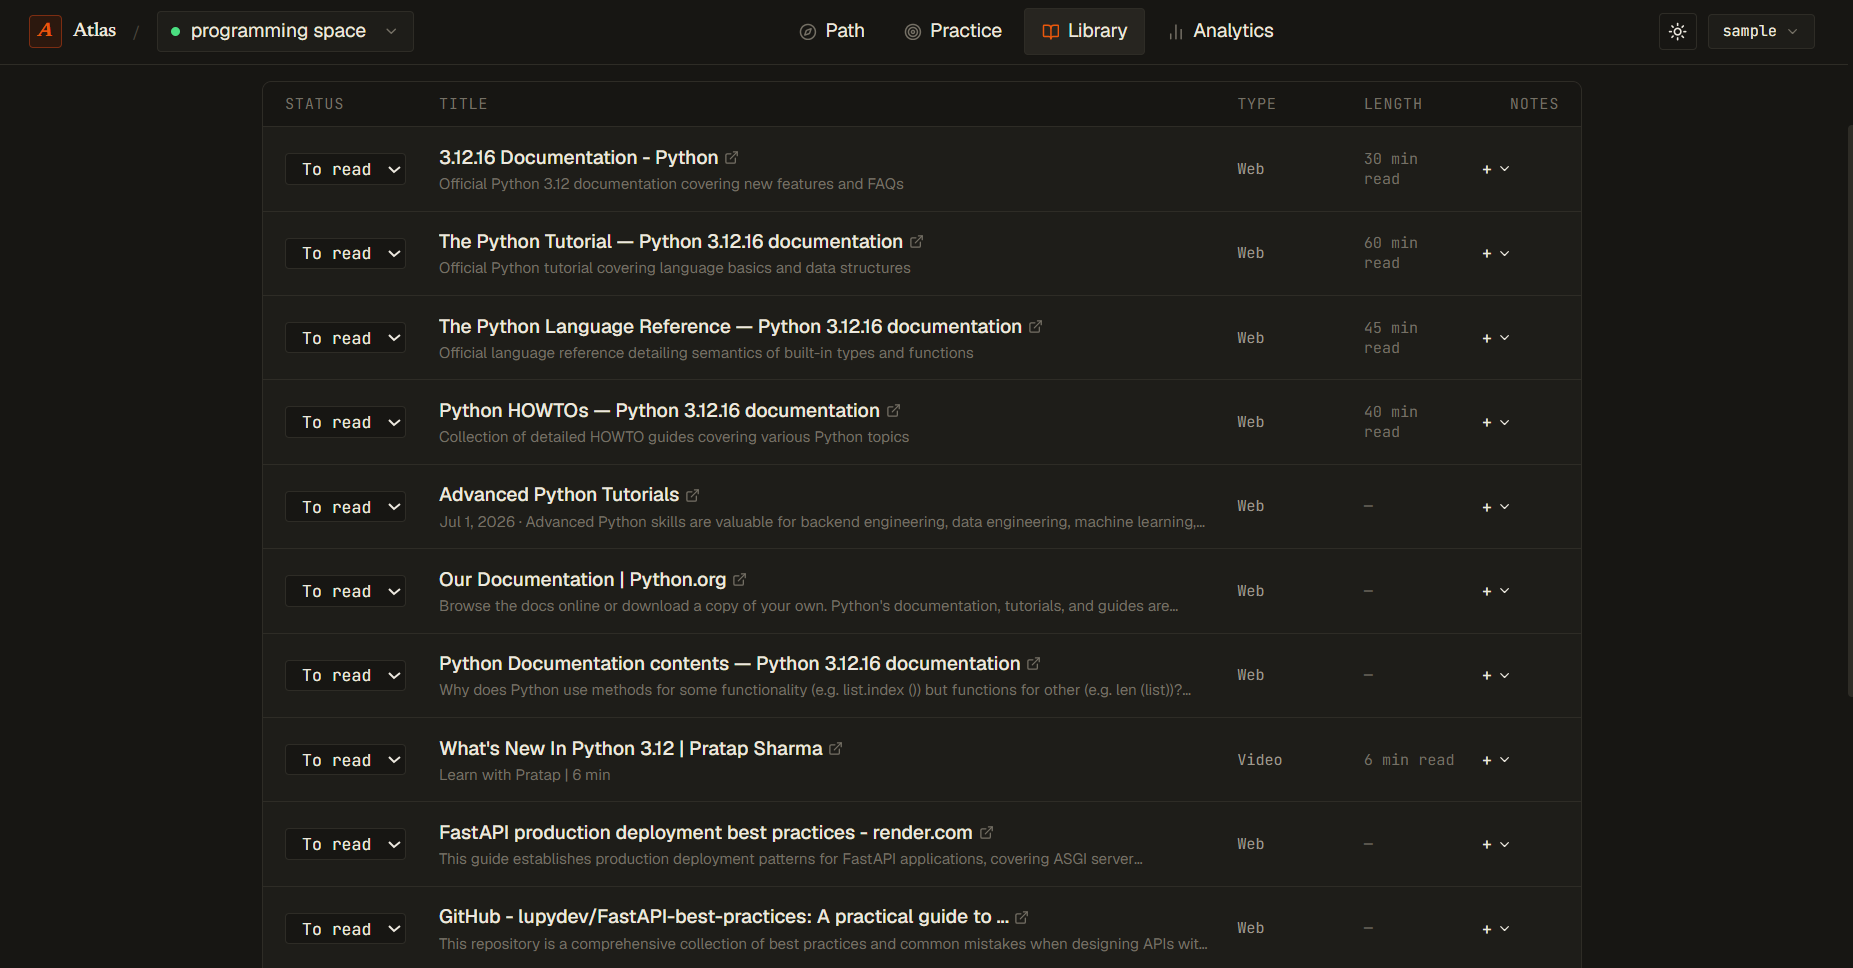 A Atlas / programming space Path Practice Library Analytics sample
STATUS TITLE TYPE LENGTH NOTES
To read 3.12.16 Documentation - Python Web 30 min read +
Official Python 3.12 documentation covering new features and FAQs
To read The Python Tutorial — Python 3.12.16 documentation Web 60 min read +
Official Python tutorial covering language basics and data structures
To read The Python Language Reference — Python 3.12.16 documentation Web 45 min read +
Official language reference detailing semantics of built-in types and functions
To read Python HOWTOs — Python 3.12.16 documentation Web 40 min read +
Collection of detailed HOWTO guides covering various Python topics
To read Advanced Python Tutorials Web — +
Jul 1, 2026 · Advanced Python skills are valuable for backend engineering, data engineering, machine learning,...
To read Our Documentation | Python.org Web — +
Browse the docs online or download a copy of your own. Python's documentation, tutorials, and guides are...
To read Python Documentation contents — Python 3.12.16 documentation Web — +
Why does Python use methods for some functionality (e.g. list.index ()) but functions for other (e.g. len (list))?...
To read What's New In Python 3.12 | Pratap Sharma Video 6 min read +
Learn with Pratap | 6 min
To read FastAPI production deployment best practices - render.com Web — +
This guide establishes production deployment patterns for FastAPI applications, covering ASGI server...
To read GitHub - lupydev/FastAPI-best-practices: A practical guide to ... Web — +
This repository is a comprehensive collection of best practices and common mistakes when designing APIs wit...